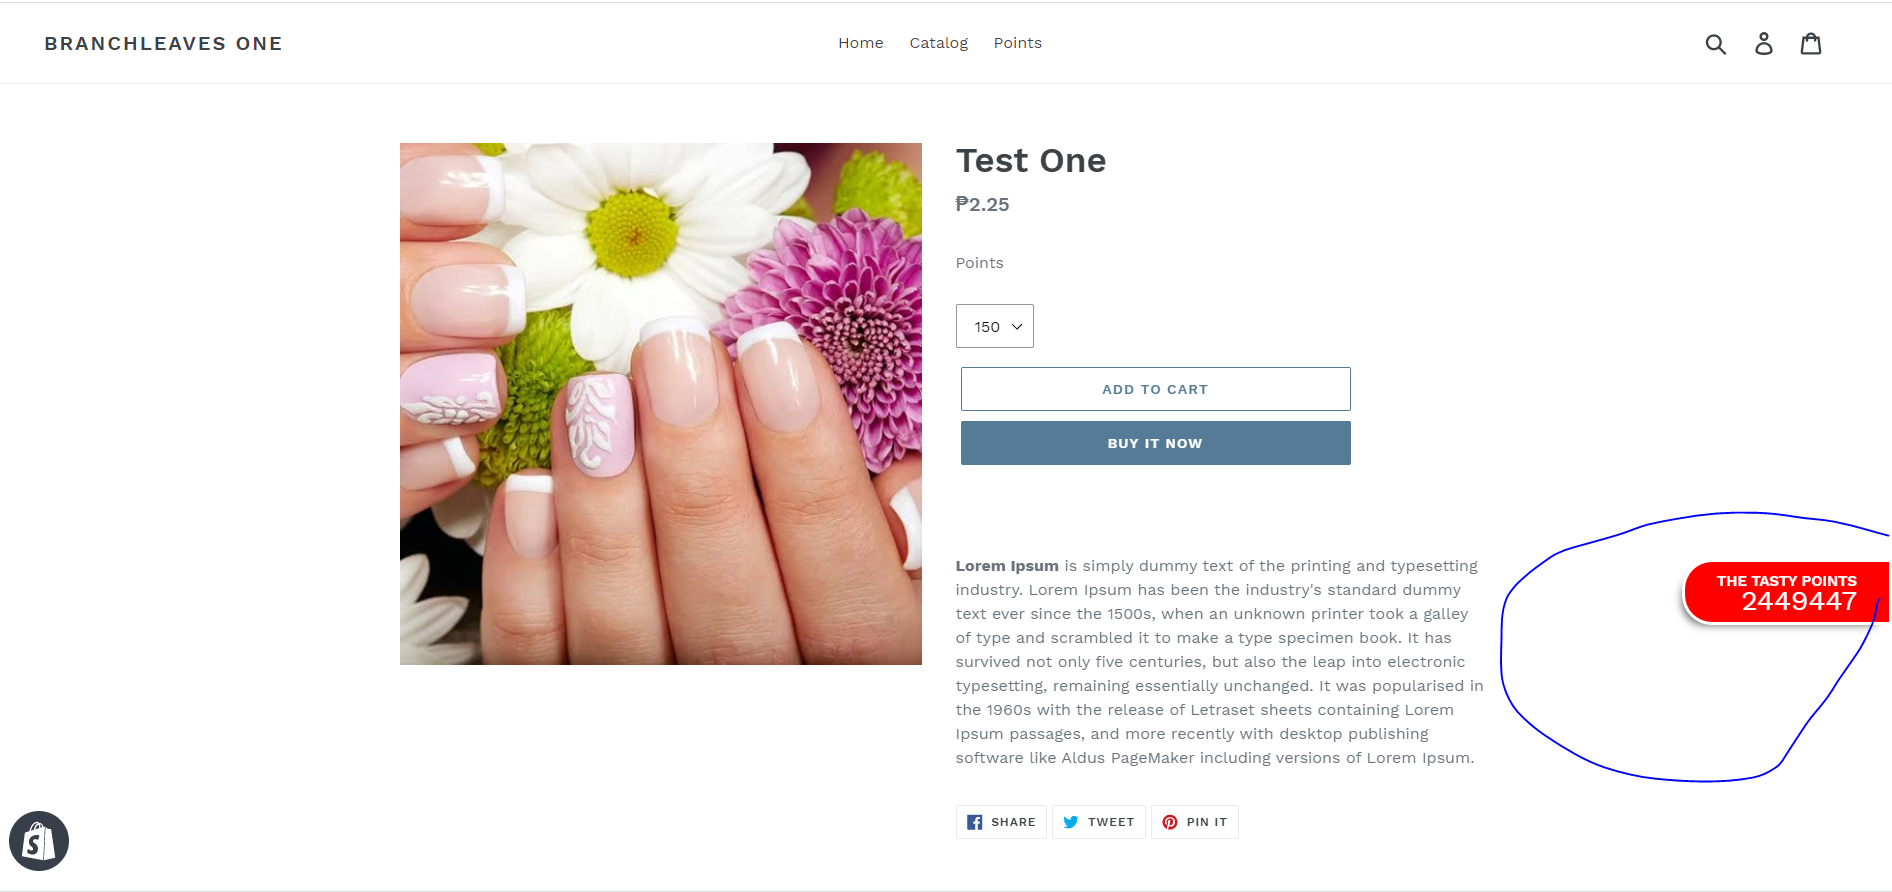 BRANCHLEAVES ONE
Home Catalog Points
Test One
₱2.25
Points
150
ADD TO CART
BUY IT NOW
Lorem Ipsum is simply dummy text of the printing and typesetting
industry. Lorem Ipsum has been the industry's standard dummy
text ever since the 1500s, when an unknown printer took a galley
of type and scrambled it to make a type specimen book. It has
survived not only five centuries, but also the leap into electronic
typesetting, remaining essentially unchanged. It was popularised in
the 1960s with the release of Letraset sheets containing Lorem
Ipsum passages, and more recently with desktop publishing
software like Aldus PageMaker including versions of Lorem Ipsum.
THE TASTY POINTS
2449447
SHARE TWEET PIN IT